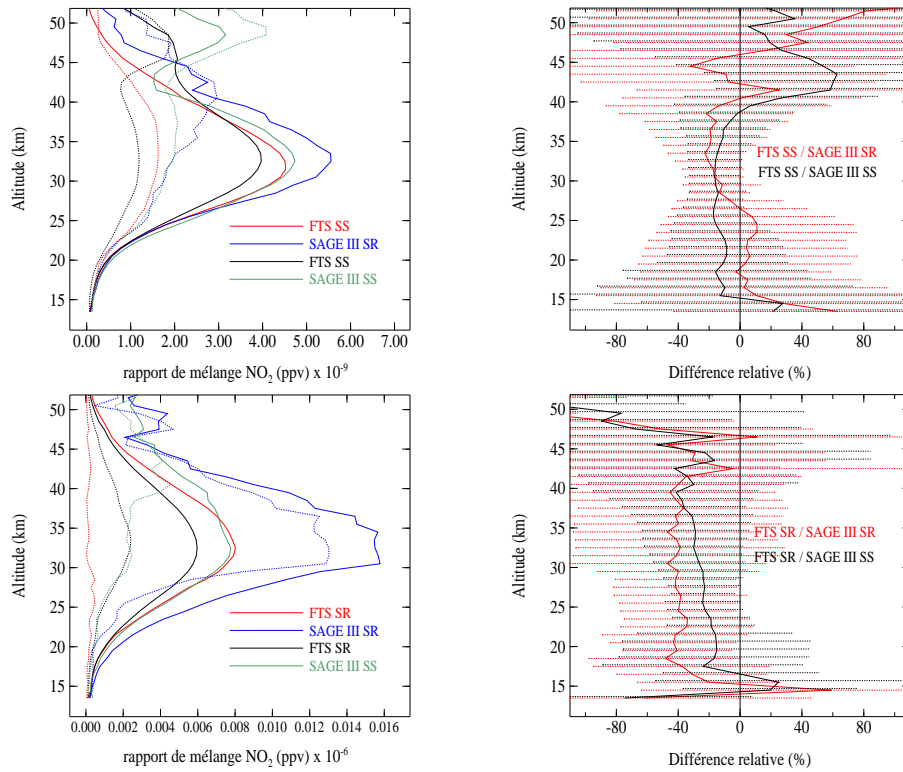 50
45
40
35
30
25
20
15
Altitude (km)
FTS SS
SAGE III SR
FTS SS
SAGE III SS
0.00 1.00 2.00 3.00 4.00 5.00 6.00 7.00
rapport de mélange NO₂ (ppv) x 10⁻⁹
50
45
40
35
30
25
20
15
Altitude (km)
FTS SS / SAGE III SR
FTS SS / SAGE III SS
-80 -40 0 40 80
Différence relative (%)
50
45
40
35
30
25
20
15
Altitude (km)
FTS SR
SAGE III SR
FTS SR
SAGE III SS
0.000 0.002 0.004 0.006 0.008 0.010 0.012 0.014 0.016
rapport de mélange NO₂ (ppv) x 10⁻⁶
50
45
40
35
30
25
20
15
Altitude (km)
FTS SR / SAGE III SR
FTS SR / SAGE III SS
-80 -40 0 40 80
Différence relative (%)